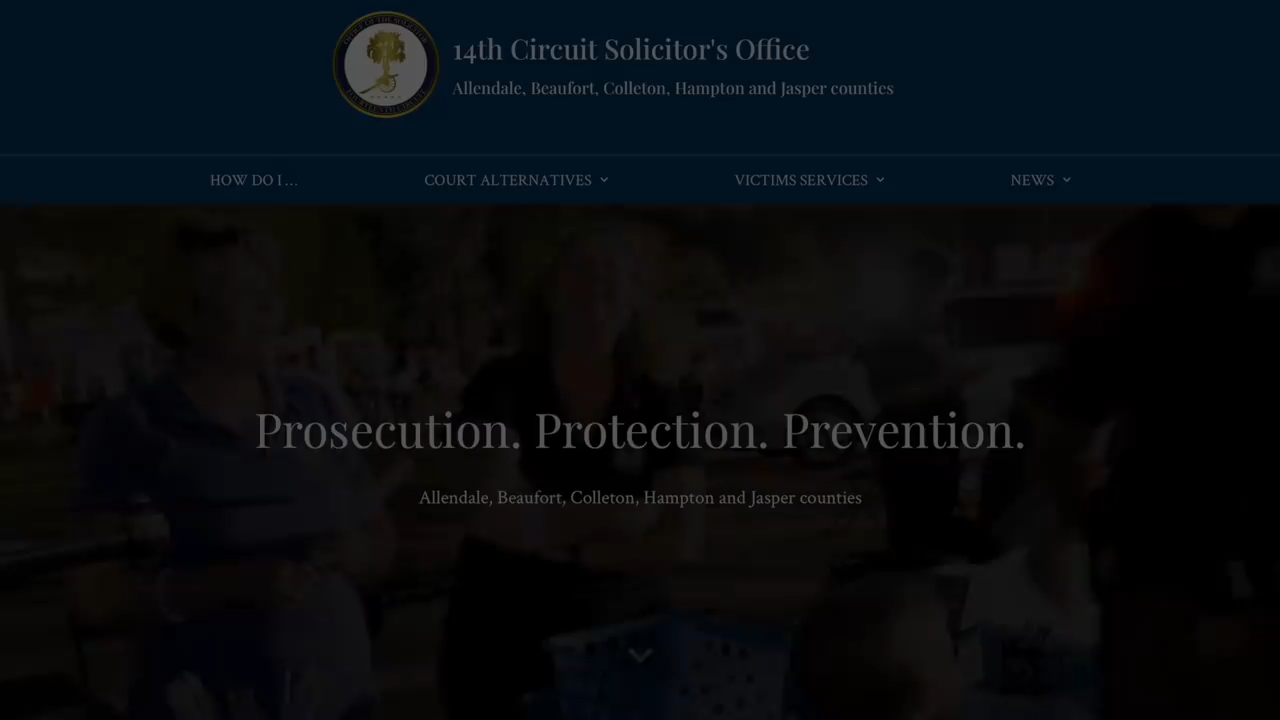 14th Circuit Solicitor's Office
Allendale, Beaufort, Colleton, Hampton and Jasper counties
HOW DO I …
COURT ALTERNATIVES
VICTIMS SERVICES
NEWS
Prosecution. Protection. Prevention.
Allendale, Beaufort, Colleton, Hampton and Jasper counties